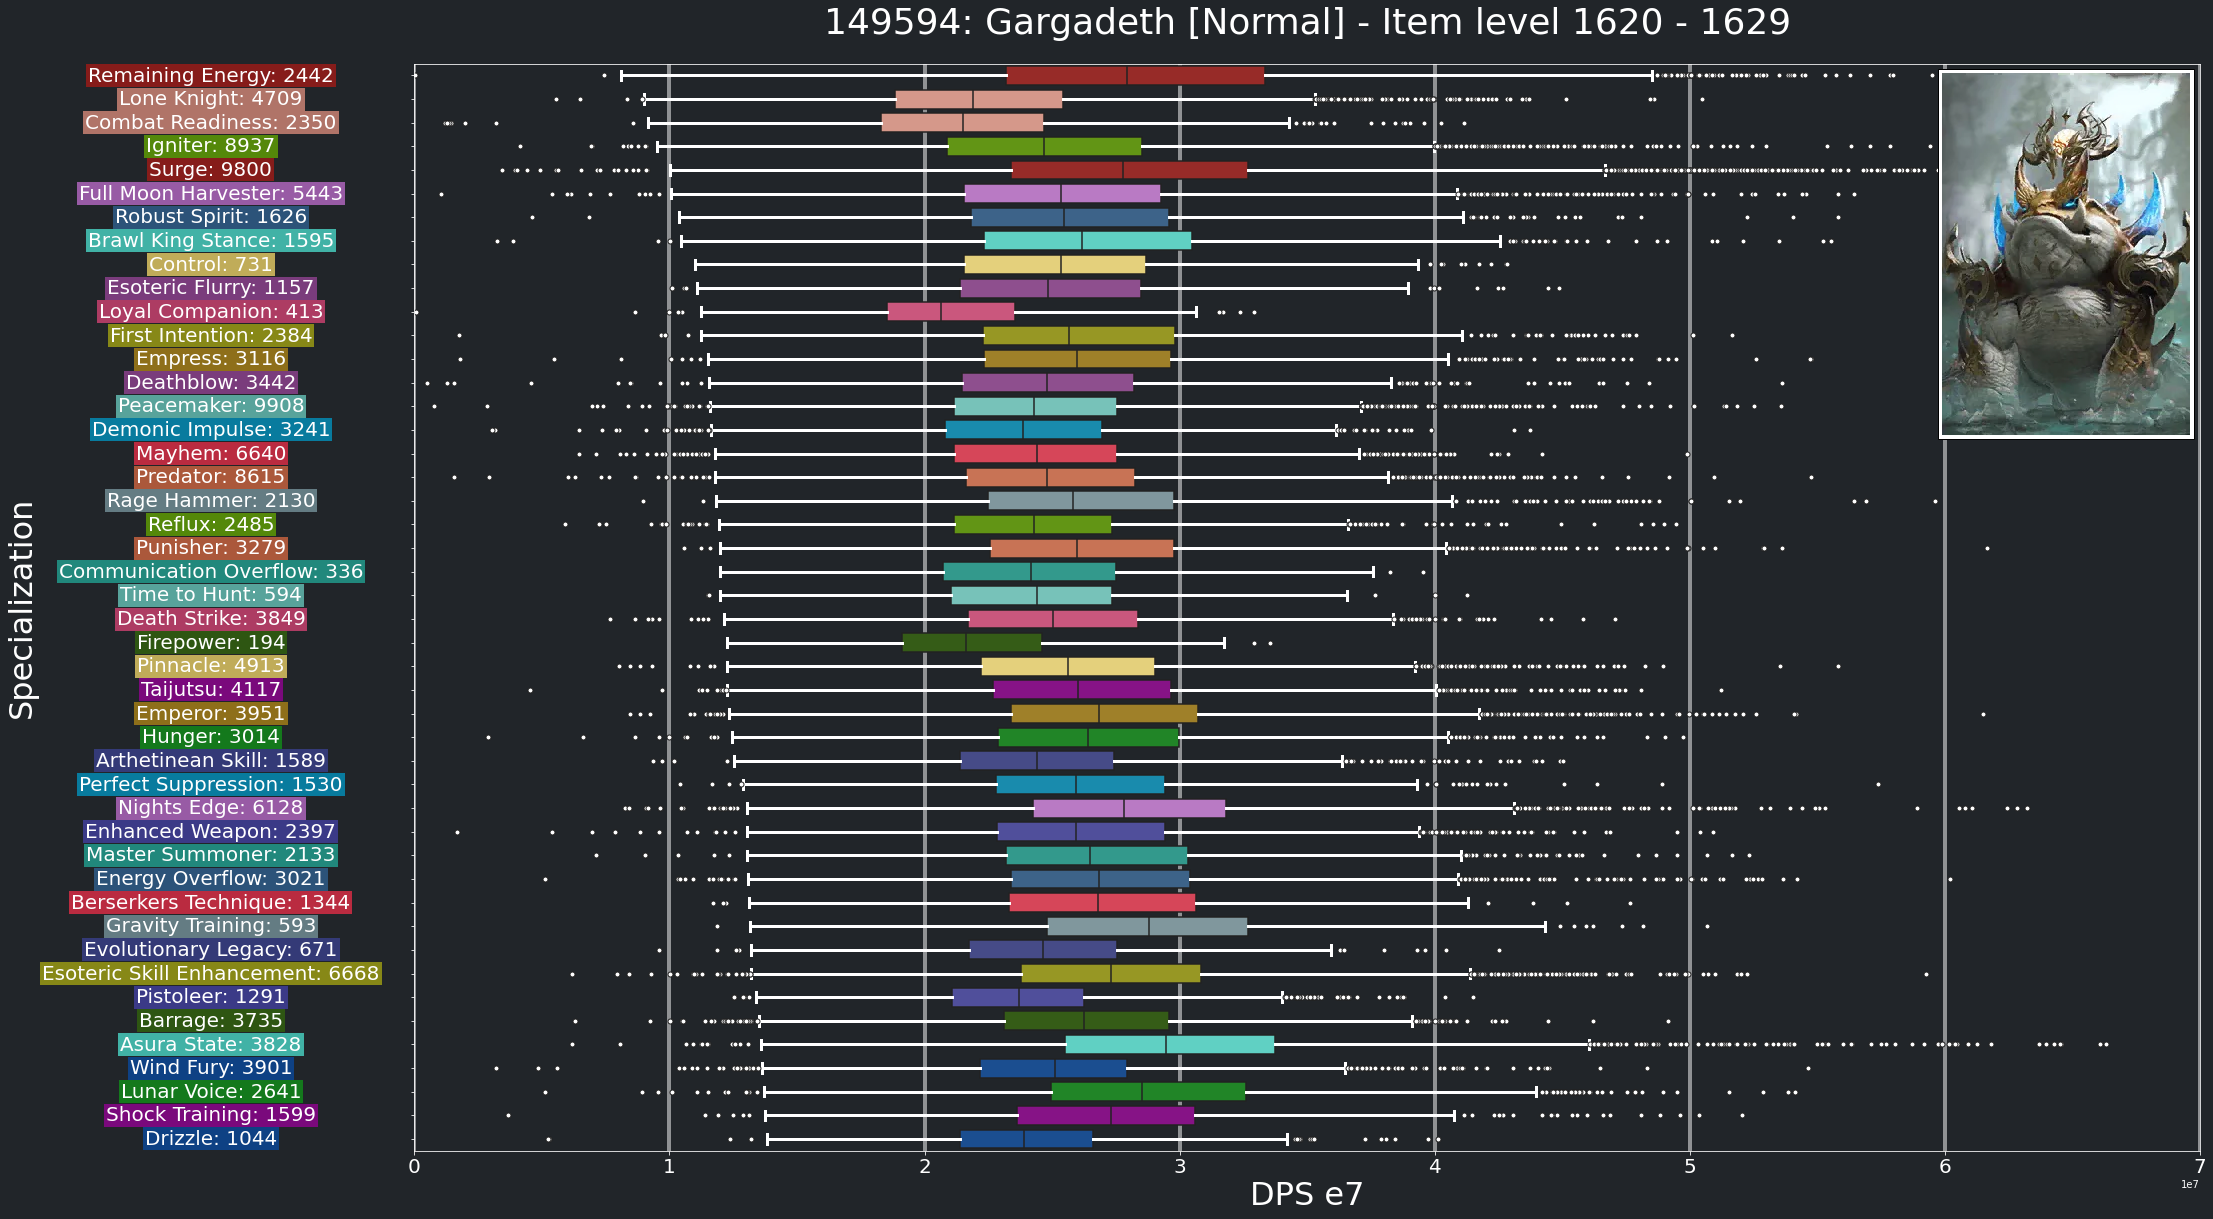 149594: Gargadeth [Normal] - Item level 1620 - 1629
Specialization
Remaining Energy: 2442
Lone Knight: 4709
Combat Readiness: 2350
Igniter: 8937
Surge: 9800
Full Moon Harvester: 5443
Robust Spirit: 1626
Brawl King Stance: 1595
Control: 731
Esoteric Flurry: 1157
Loyal Companion: 413
First Intention: 2384
Empress: 3116
Deathblow: 3442
Peacemaker: 9908
Demonic Impulse: 3241
Mayhem: 6640
Predator: 8615
Rage Hammer: 2130
Reflux: 2485
Punisher: 3279
Communication Overflow: 336
Time to Hunt: 594
Death Strike: 3849
Firepower: 194
Pinnacle: 4913
Taijutsu: 4117
Emperor: 3951
Hunger: 3014
Arthetinean Skill: 1589
Perfect Suppression: 1530
Nights Edge: 6128
Enhanced Weapon: 2397
Master Summoner: 2133
Energy Overflow: 3021
Berserkers Technique: 1344
Gravity Training: 593
Evolutionary Legacy: 671
Esoteric Skill Enhancement: 6668
Pistoleer: 1291
Barrage: 3735
Asura State: 3828
Wind Fury: 3901
Lunar Voice: 2641
Shock Training: 1599
Drizzle: 1044
0 1 2 3 4 5 6 7
DPS e7
1e7